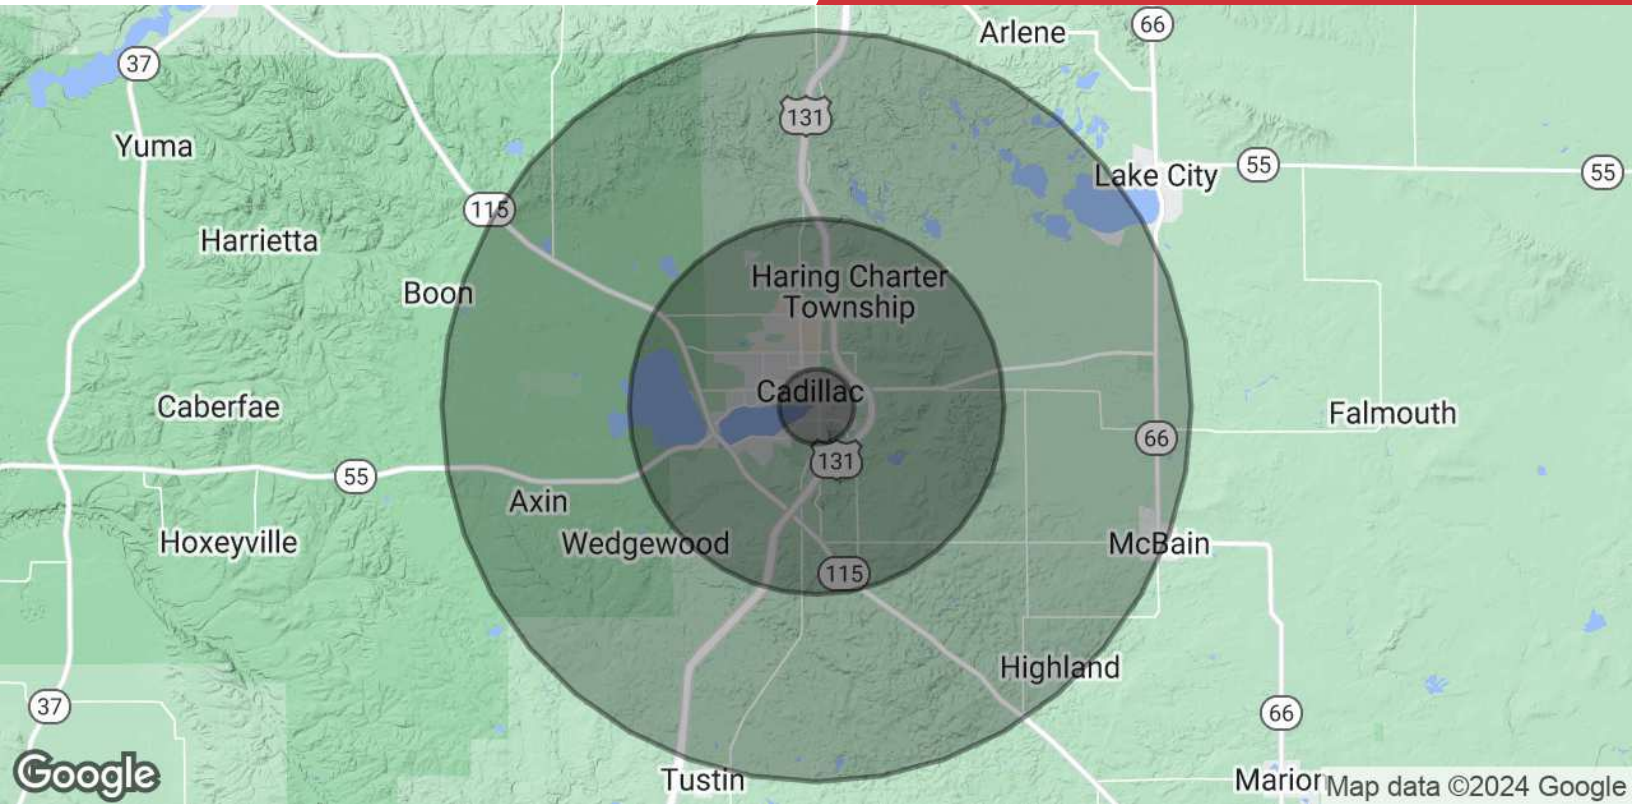 Arlene
66
37
131
Yuma
55
55
Lake City
115
Harrietta
Haring Charter
Township
Boon
Cadillac
Caberfae
Falmouth
66
131
55
Axin
Hoxeyville
Wedgewood
McBain
115
Highland
37
66
Google
Tustin
Marion
Map data ©2024 Google